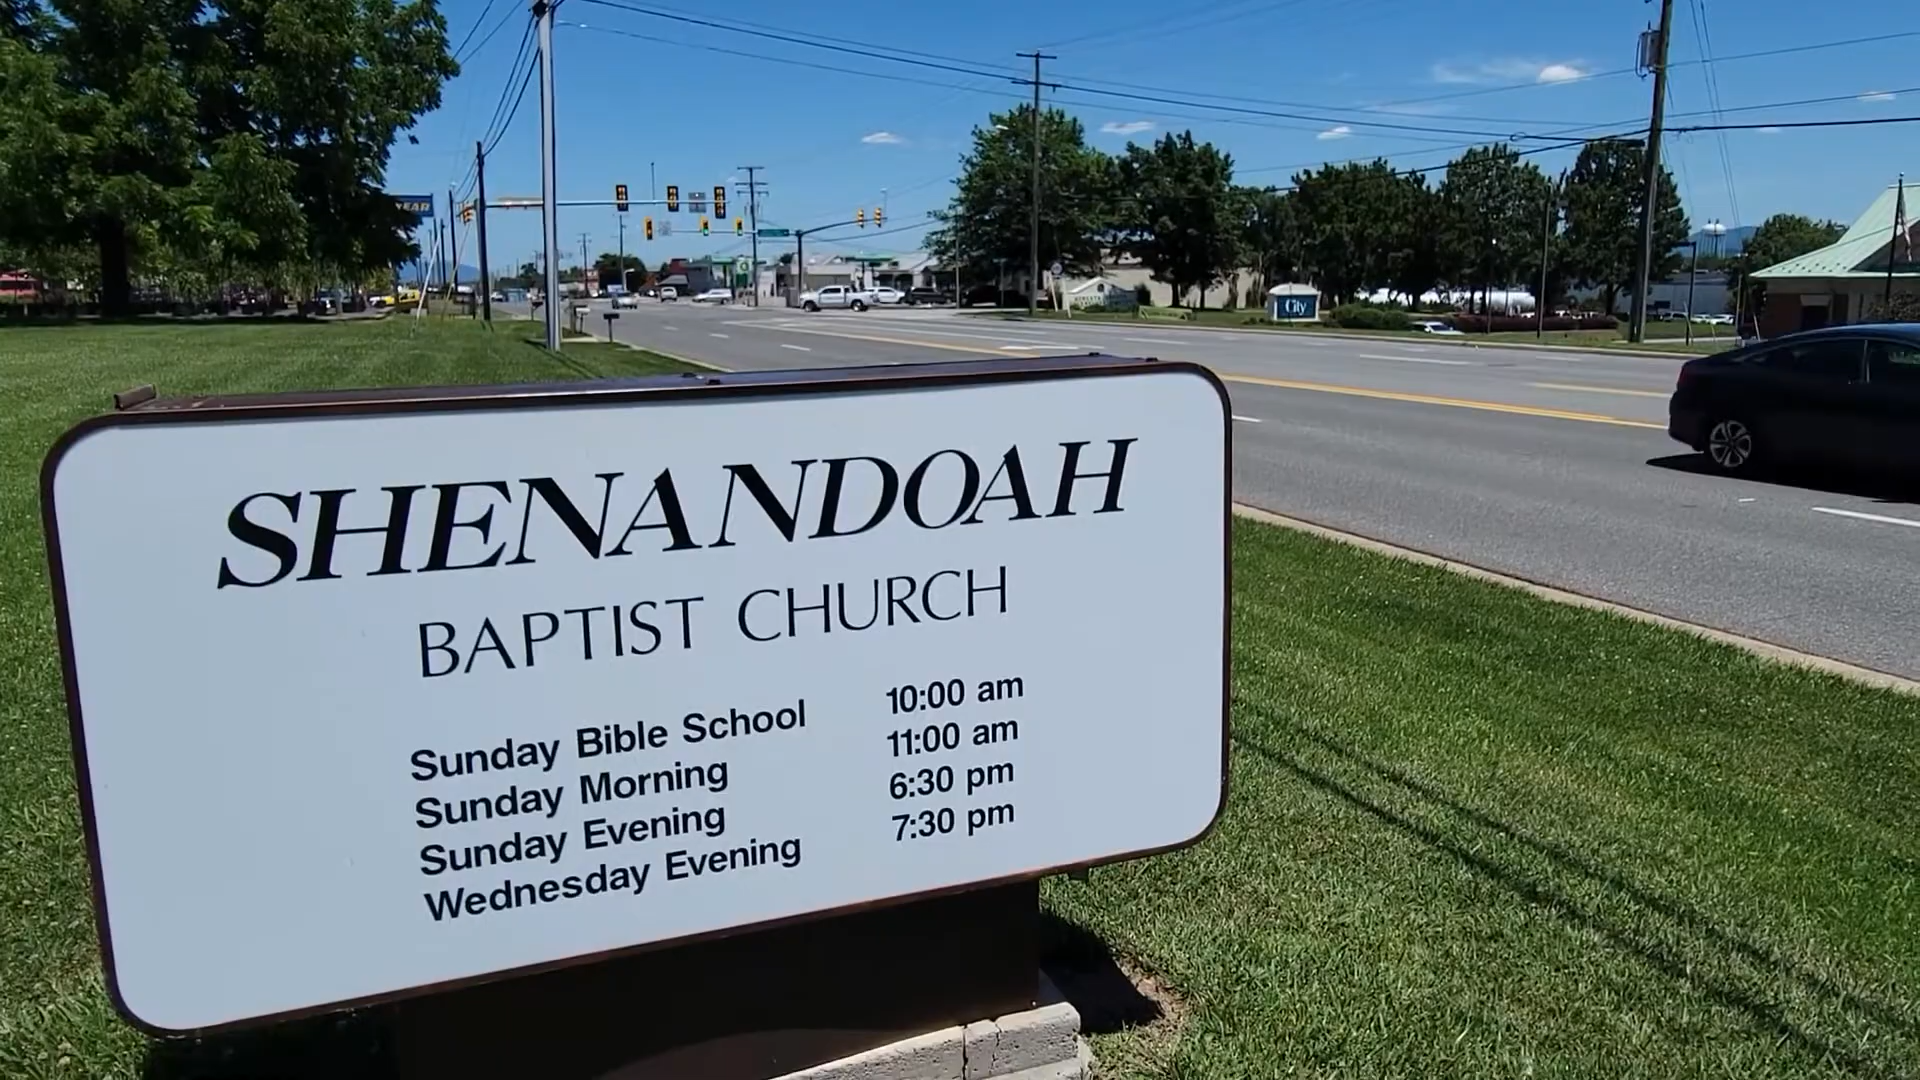 SHENANDOAH
BAPTIST CHURCH
Sunday Bible School 10:00 am
Sunday Morning 11:00 am
Sunday Evening 6:30 pm
Wednesday Evening 7:30 pm
City